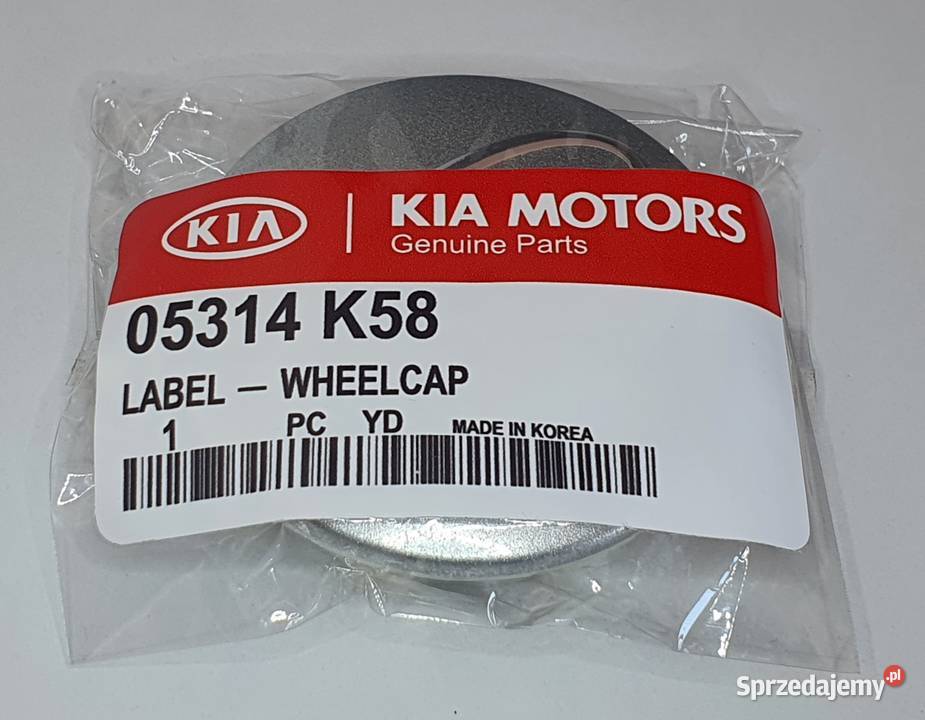 KIA | KIA MOTORS
Genuine Parts
05314 K58
LABEL — WHEELCAP
1 PC YD MADE IN KOREA
Sprzedajemy.pl